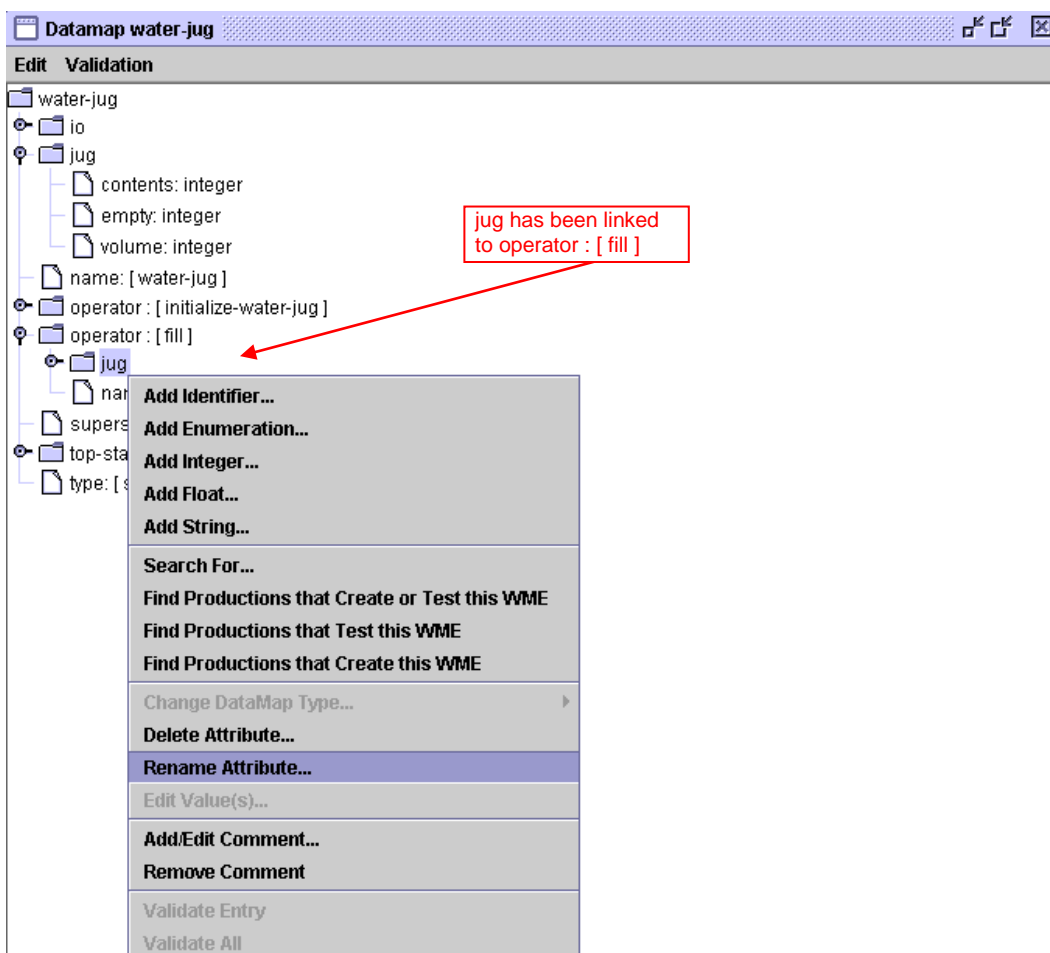 Datamap water-jug
Edit Validation
water-jug
io
jug
contents: integer
empty: integer
volume: integer
jug has been linked
to operator : [ fill ]
name: [ water-jug ]
operator : [ initialize-water-jug ]
operator : [ fill ]
jug
Add Identifier...
Add Enumeration...
Add Integer...
Add Float...
Add String...
Search For...
Find Productions that Create or Test this WME
Find Productions that Test this WME
Find Productions that Create this WME
Change DataMap Type...
Delete Attribute...
Rename Attribute...
Edit Value(s)...
Add/Edit Comment...
Remove Comment
Validate Entry
Validate All
type: [